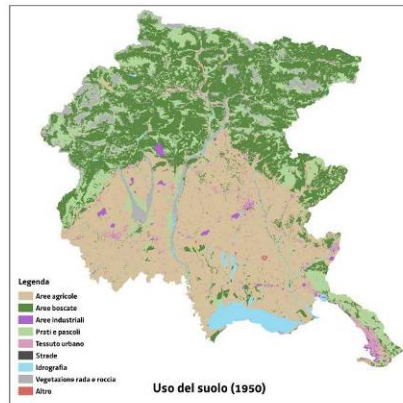 Legenda
Aree agricole
Aree boscate
Aree industriali
Prati e pascoli
Tessuto urbano
Strade
Idrografia
Vegetazione rada e roccia
Altro
Uso del suolo (1950)